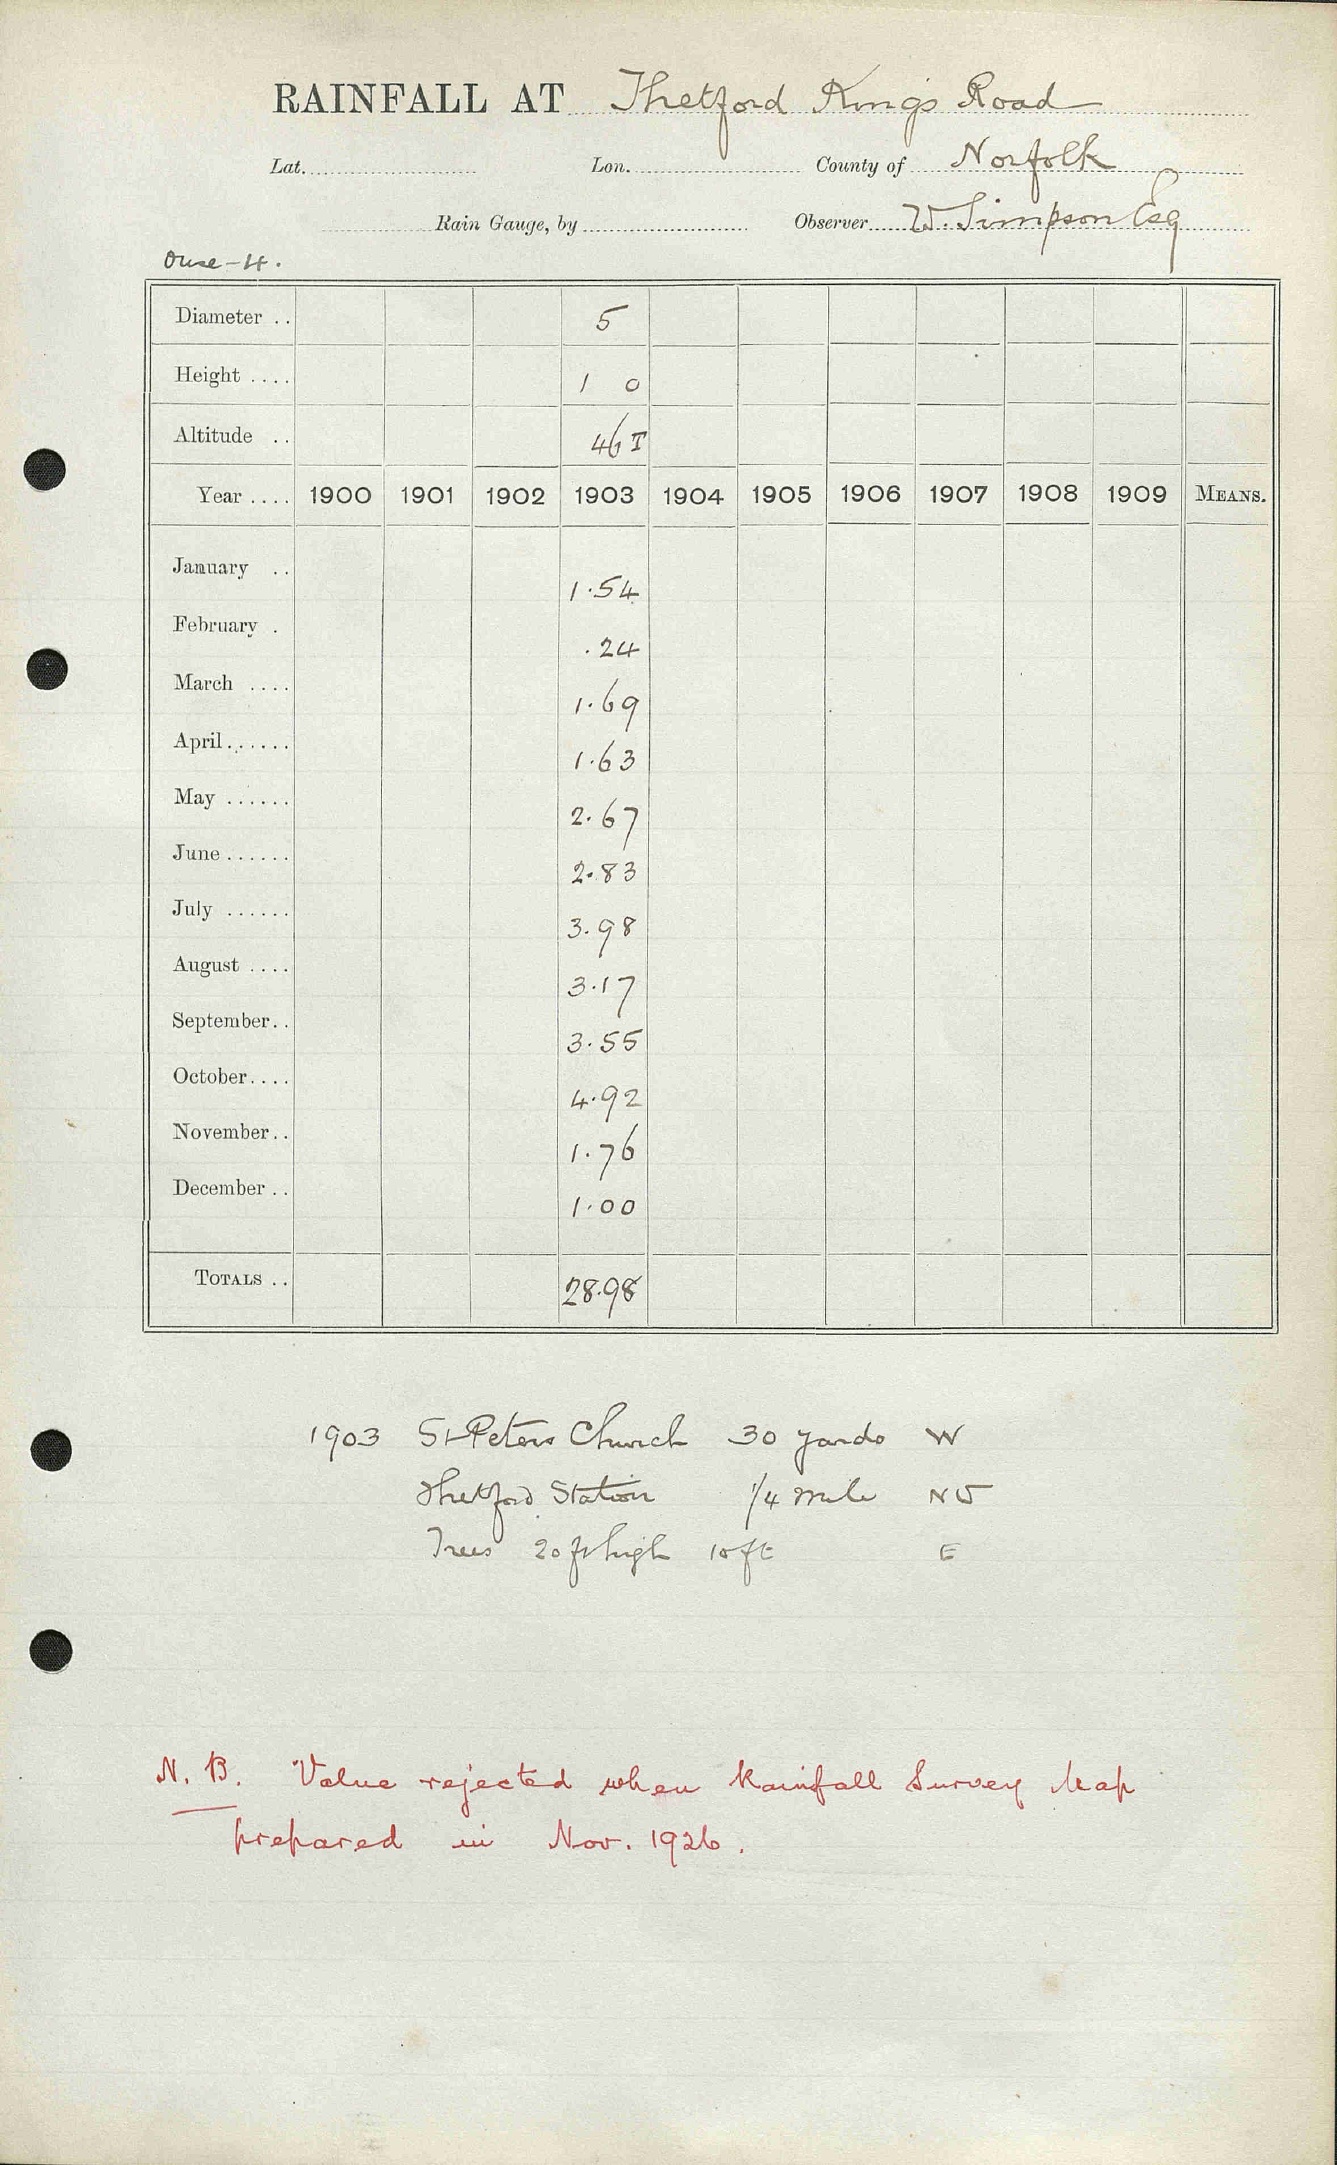 RAINFALL AT Thetford Kings Road
Lat. Lon. County of Norfolk
Rain Gauge, by Observer W. Simpson Esq
Ouse-4.
Diameter .. 5
Height .... 1 0
Altitude .. 46 T
Year .... 1900 1901 1902 1903 1904 1905 1906 1907 1908 1909 MEANS.
January .. 1.54
February . .24
March .... 1.69
April...... 1.63
May ...... 2.67
June...... 2.83
July ...... 3.98
August .... 3.17
September.. 3.55
October.... 4.92
November.. 1.76
December.. 1.00
TOTALS .. 28.98
1903 St Peters Church 30 yards W
Thetford Station 1/4 mile NW
Trees 20 ft high 10 ft E
N.B. Value rejected when Rainfall Survey Map
prepared in Nov. 1926.